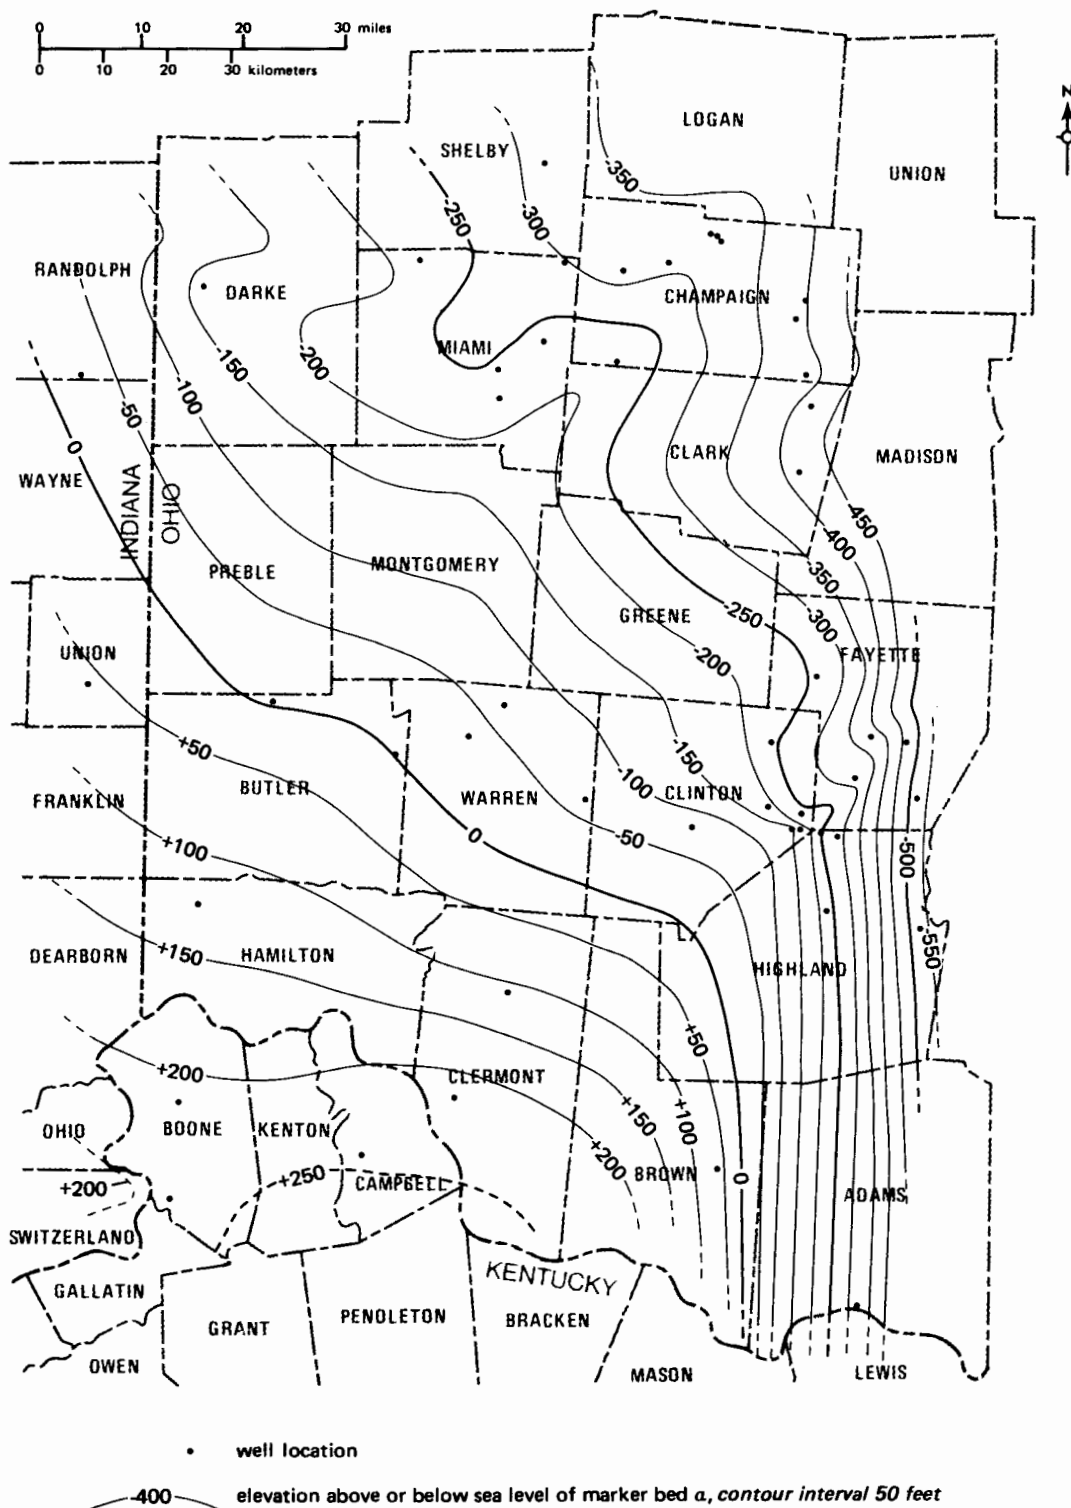 0 10 20 30 miles
0 10 20 30 kilometers
N
LOGAN
SHELBY
UNION
-350
-250
-300
RANDOLPH
DARKE
CHAMPAIGN
MIAMI
-200
-150
-100
-50
0
WAYNE
CLARK
MADISON
INDIANA
OHIO
-450
-400
-350
PREBLE
MONTGOMERY
GREENE
-250
-300
-200
FAYETTE
UNION
+50
-150
-100
FRANKLIN
BUTLER
WARREN
CLINTON
0
-50
+100
-500
DEARBORN
+150
HAMILTON
HIGHLAND
-550
+50
+200
CLERMONT
+150
+100
OHIO
BOONE
KENTON
+200
BROWN
0
+250
CAMPBELL
+200
ADAMS
SWITZERLAND
GALLATIN
KENTUCKY
GRANT
PENDLETON
BRACKEN
OWEN
MASON
LEWIS
well location
-400 elevation above or below sea level of marker bed a, contour interval 50 feet